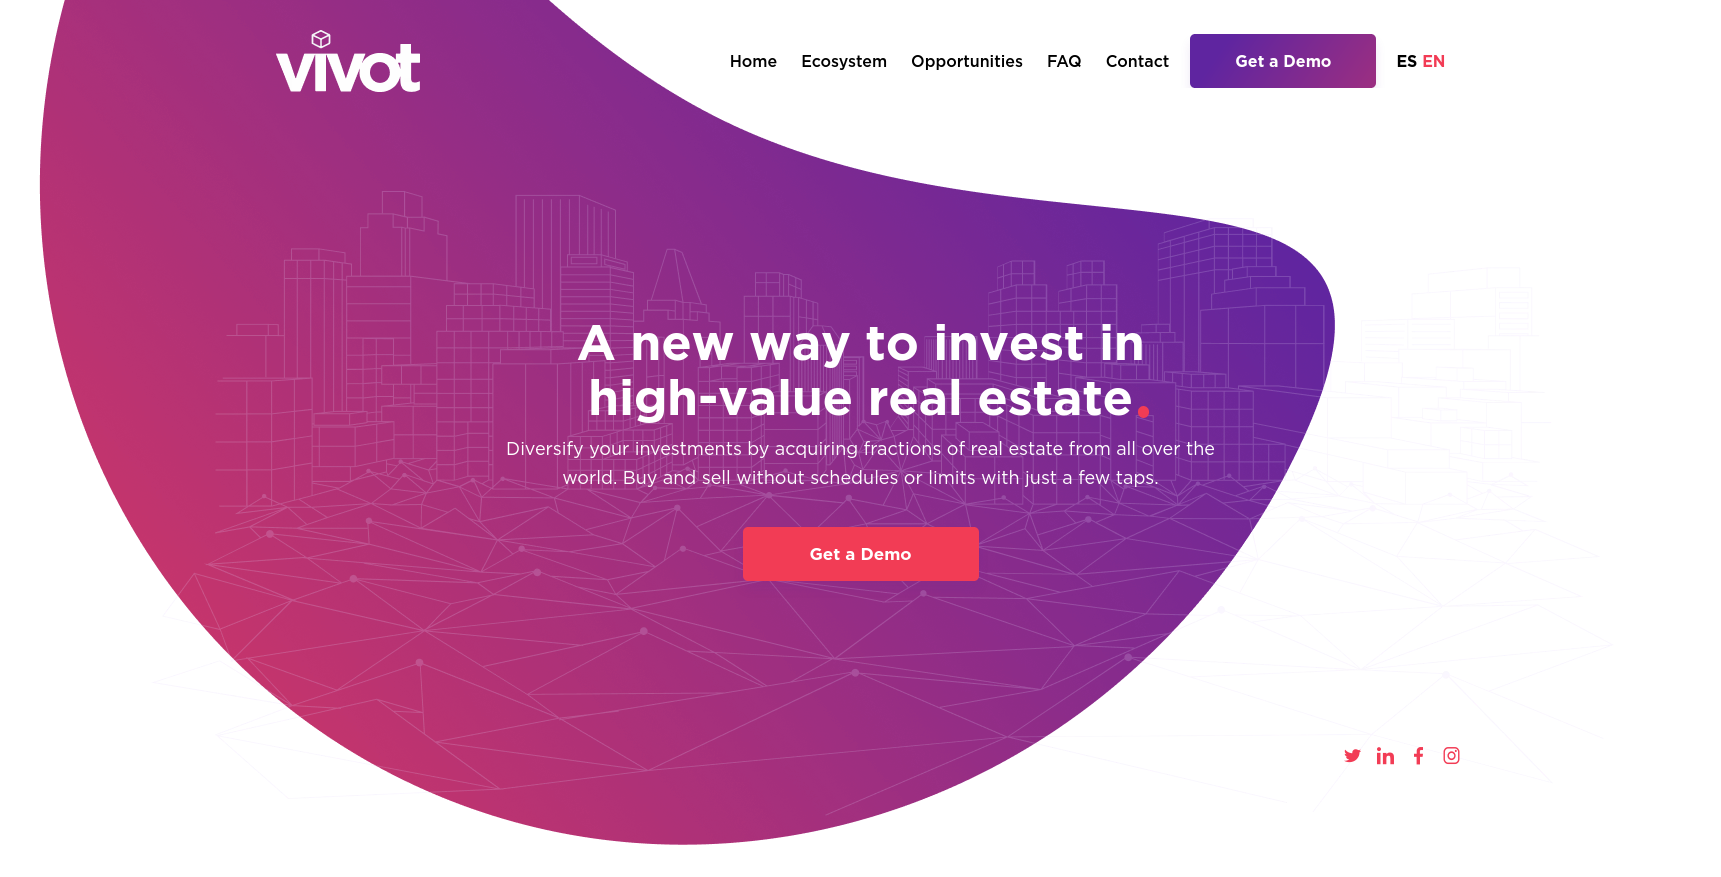 vivot
Home Ecosystem Opportunities FAQ Contact Get a Demo ES EN
A new way to invest in
high-value real estate.
Diversify your investments by acquiring fractions of real estate from all over the
world. Buy and sell without schedules or limits with just a few taps.
Get a Demo